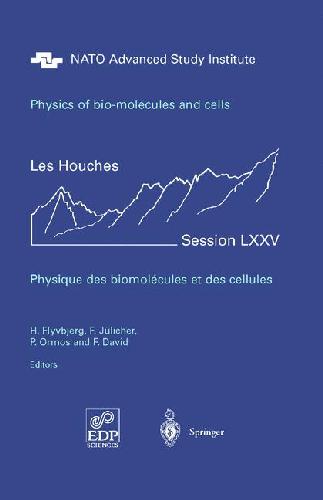 NATO Advanced Study Institute
Physics of bio-molecules and cells
Les Houches
Session LXXV
Physique des biomolécules et des cellules
H. Flyvbjerg, F. Jülicher,
P. Ormos and F. David
Editors
EDP
SCIENCES
Springer